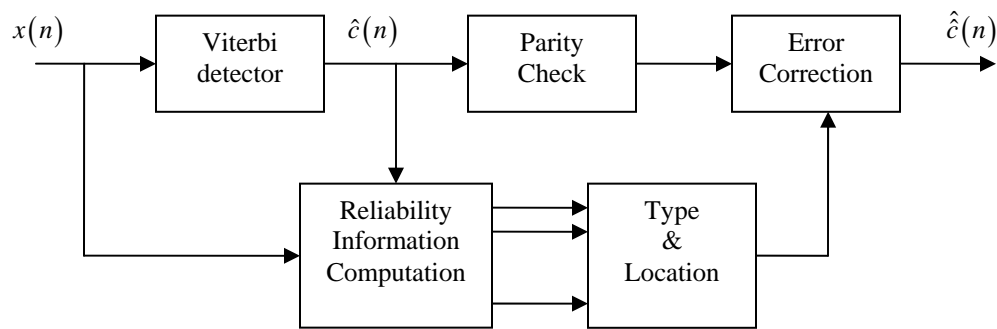 x(n)
Viterbi
detector
ĉ(n)
Parity
Check
Error
Correction
ĉ̂(n)
Reliability
Information
Computation
Type
&
Location